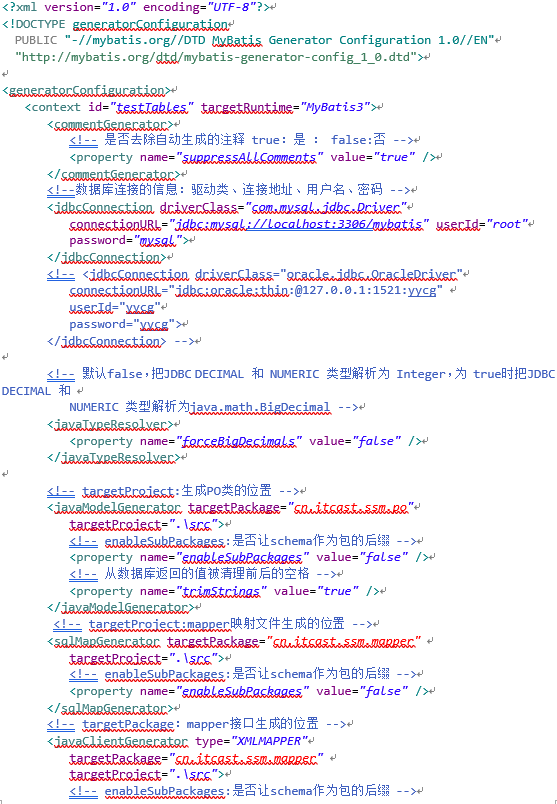 <?xml version="1.0" encoding="UTF-8"?>
<!DOCTYPE generatorConfiguration
PUBLIC "-//mybatis.org//DTD MyBatis Generator Configuration 1.0//EN"
"http://mybatis.org/dtd/mybatis-generator-config_1_0.dtd">
<generatorConfiguration>
<context id="testTables" targetRuntime="MyBatis3">
<commentGenerator>
<!-- 是否去除自动生成的注释 true：是 ： false:否 -->
<property name="suppressAllComments" value="true" />
</commentGenerator>
<!--数据库连接的信息：驱动类、连接地址、用户名、密码 -->
<jdbcConnection driverClass="com.mysql.jdbc.Driver"
connectionURL="jdbc:mysql://localhost:3306/mybatis" userId="root"
password="mysql">
</jdbcConnection>
<!-- <jdbcConnection driverClass="oracle.jdbc.OracleDriver"
connectionURL="jdbc:oracle:thin:@127.0.0.1:1521:yycg"
userId="yycg"
password="yycg">
</jdbcConnection> -->
<!-- 默认false，把JDBC DECIMAL 和 NUMERIC 类型解析为 Integer，为 true时把JDBC
DECIMAL 和
NUMERIC 类型解析为java.math.BigDecimal -->
<javaTypeResolver>
<property name="forceBigDecimals" value="false" />
</javaTypeResolver>
<!-- targetProject:生成PO类的位置 -->
<javaModelGenerator targetPackage="cn.itcast.ssm.po"
targetProject=".\src">
<!-- enableSubPackages:是否让schema作为包的后缀 -->
<property name="enableSubPackages" value="false" />
<!-- 从数据库返回的值被清理前后的空格 -->
<property name="trimStrings" value="true" />
</javaModelGenerator>
<!-- targetProject:mapper映射文件生成的位置 -->
<sqlMapGenerator targetPackage="cn.itcast.ssm.mapper"
targetProject=".\src">
<!-- enableSubPackages:是否让schema作为包的后缀 -->
<property name="enableSubPackages" value="false" />
</sqlMapGenerator>
<!-- targetPackage：mapper接口生成的位置 -->
<javaClientGenerator type="XMLMAPPER"
targetPackage="cn.itcast.ssm.mapper"
targetProject=".\src">
<!-- enableSubPackages:是否让schema作为包的后缀 -->